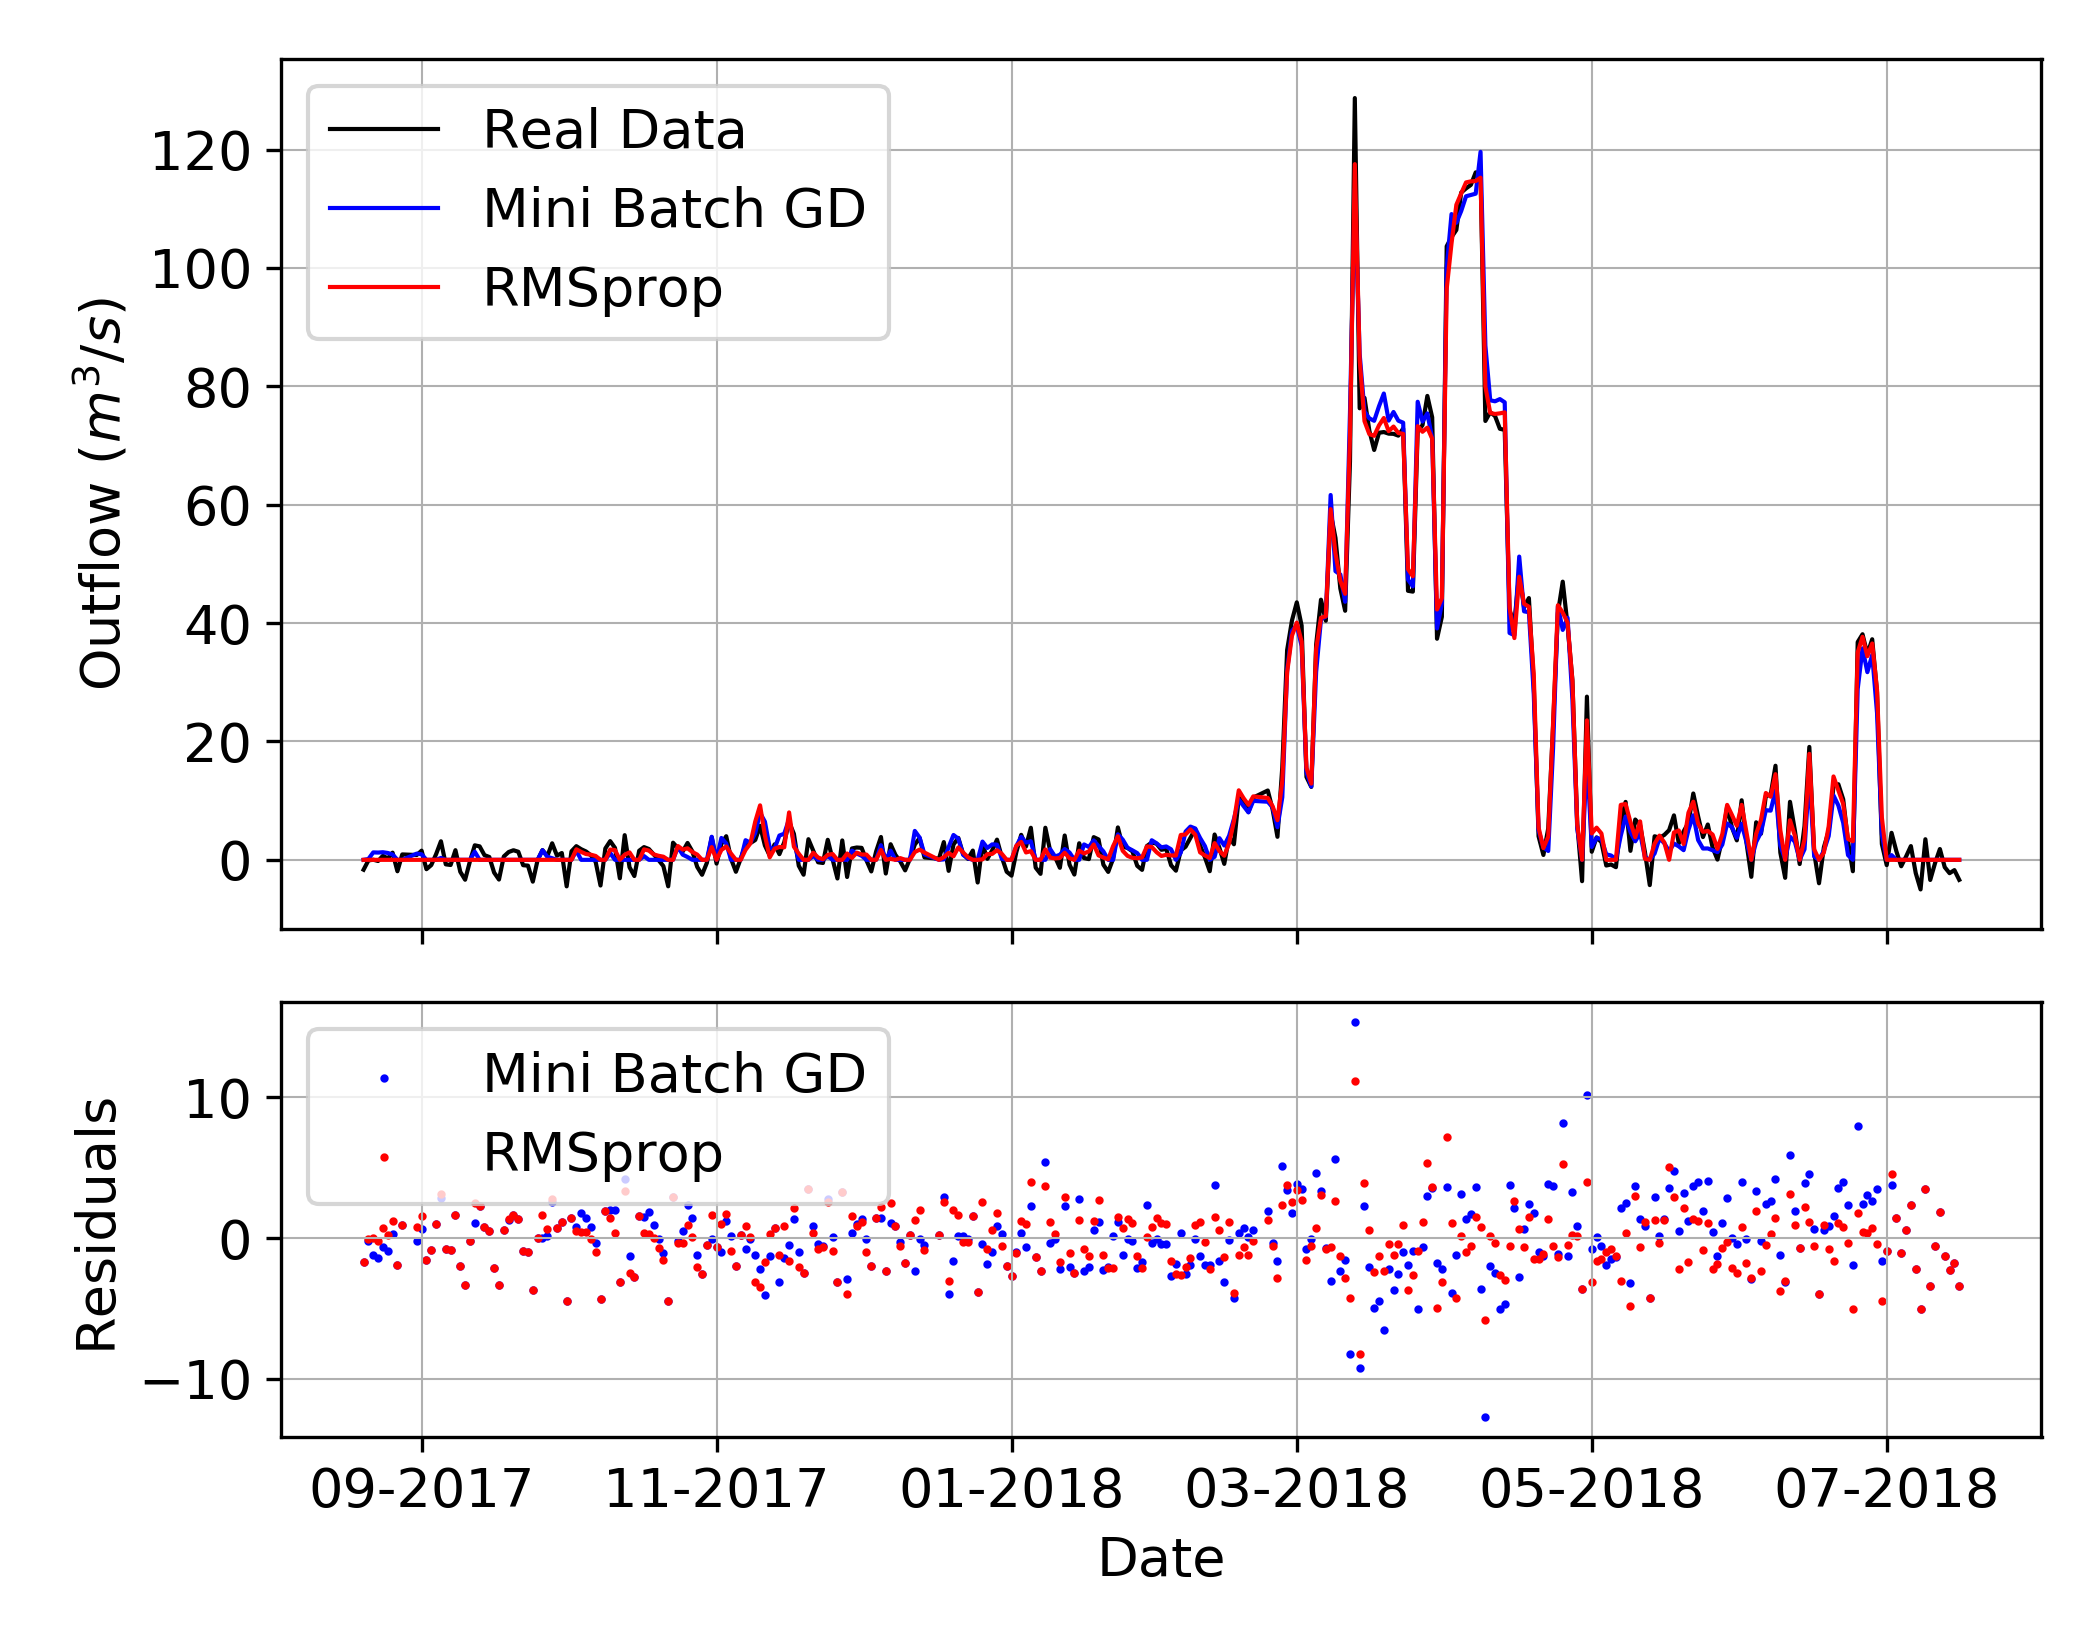 Real Data
Mini Batch GD
RMSprop
120
100
80
60
40
20
0
Outflow (m³/s)
Mini Batch GD
RMSprop
10
0
−10
Residuals
09-2017 11-2017 01-2018 03-2018 05-2018 07-2018
Date